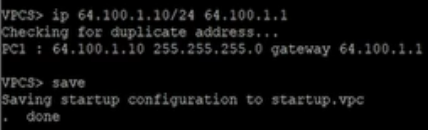 VPCS> ip 64.100.1.10/24 64.100.1.1
Checking for duplicate address...
PC1 : 64.100.1.10 255.255.255.0 gateway 64.100.1.1
VPCS> save
Saving startup configuration to startup.vpc
.  done